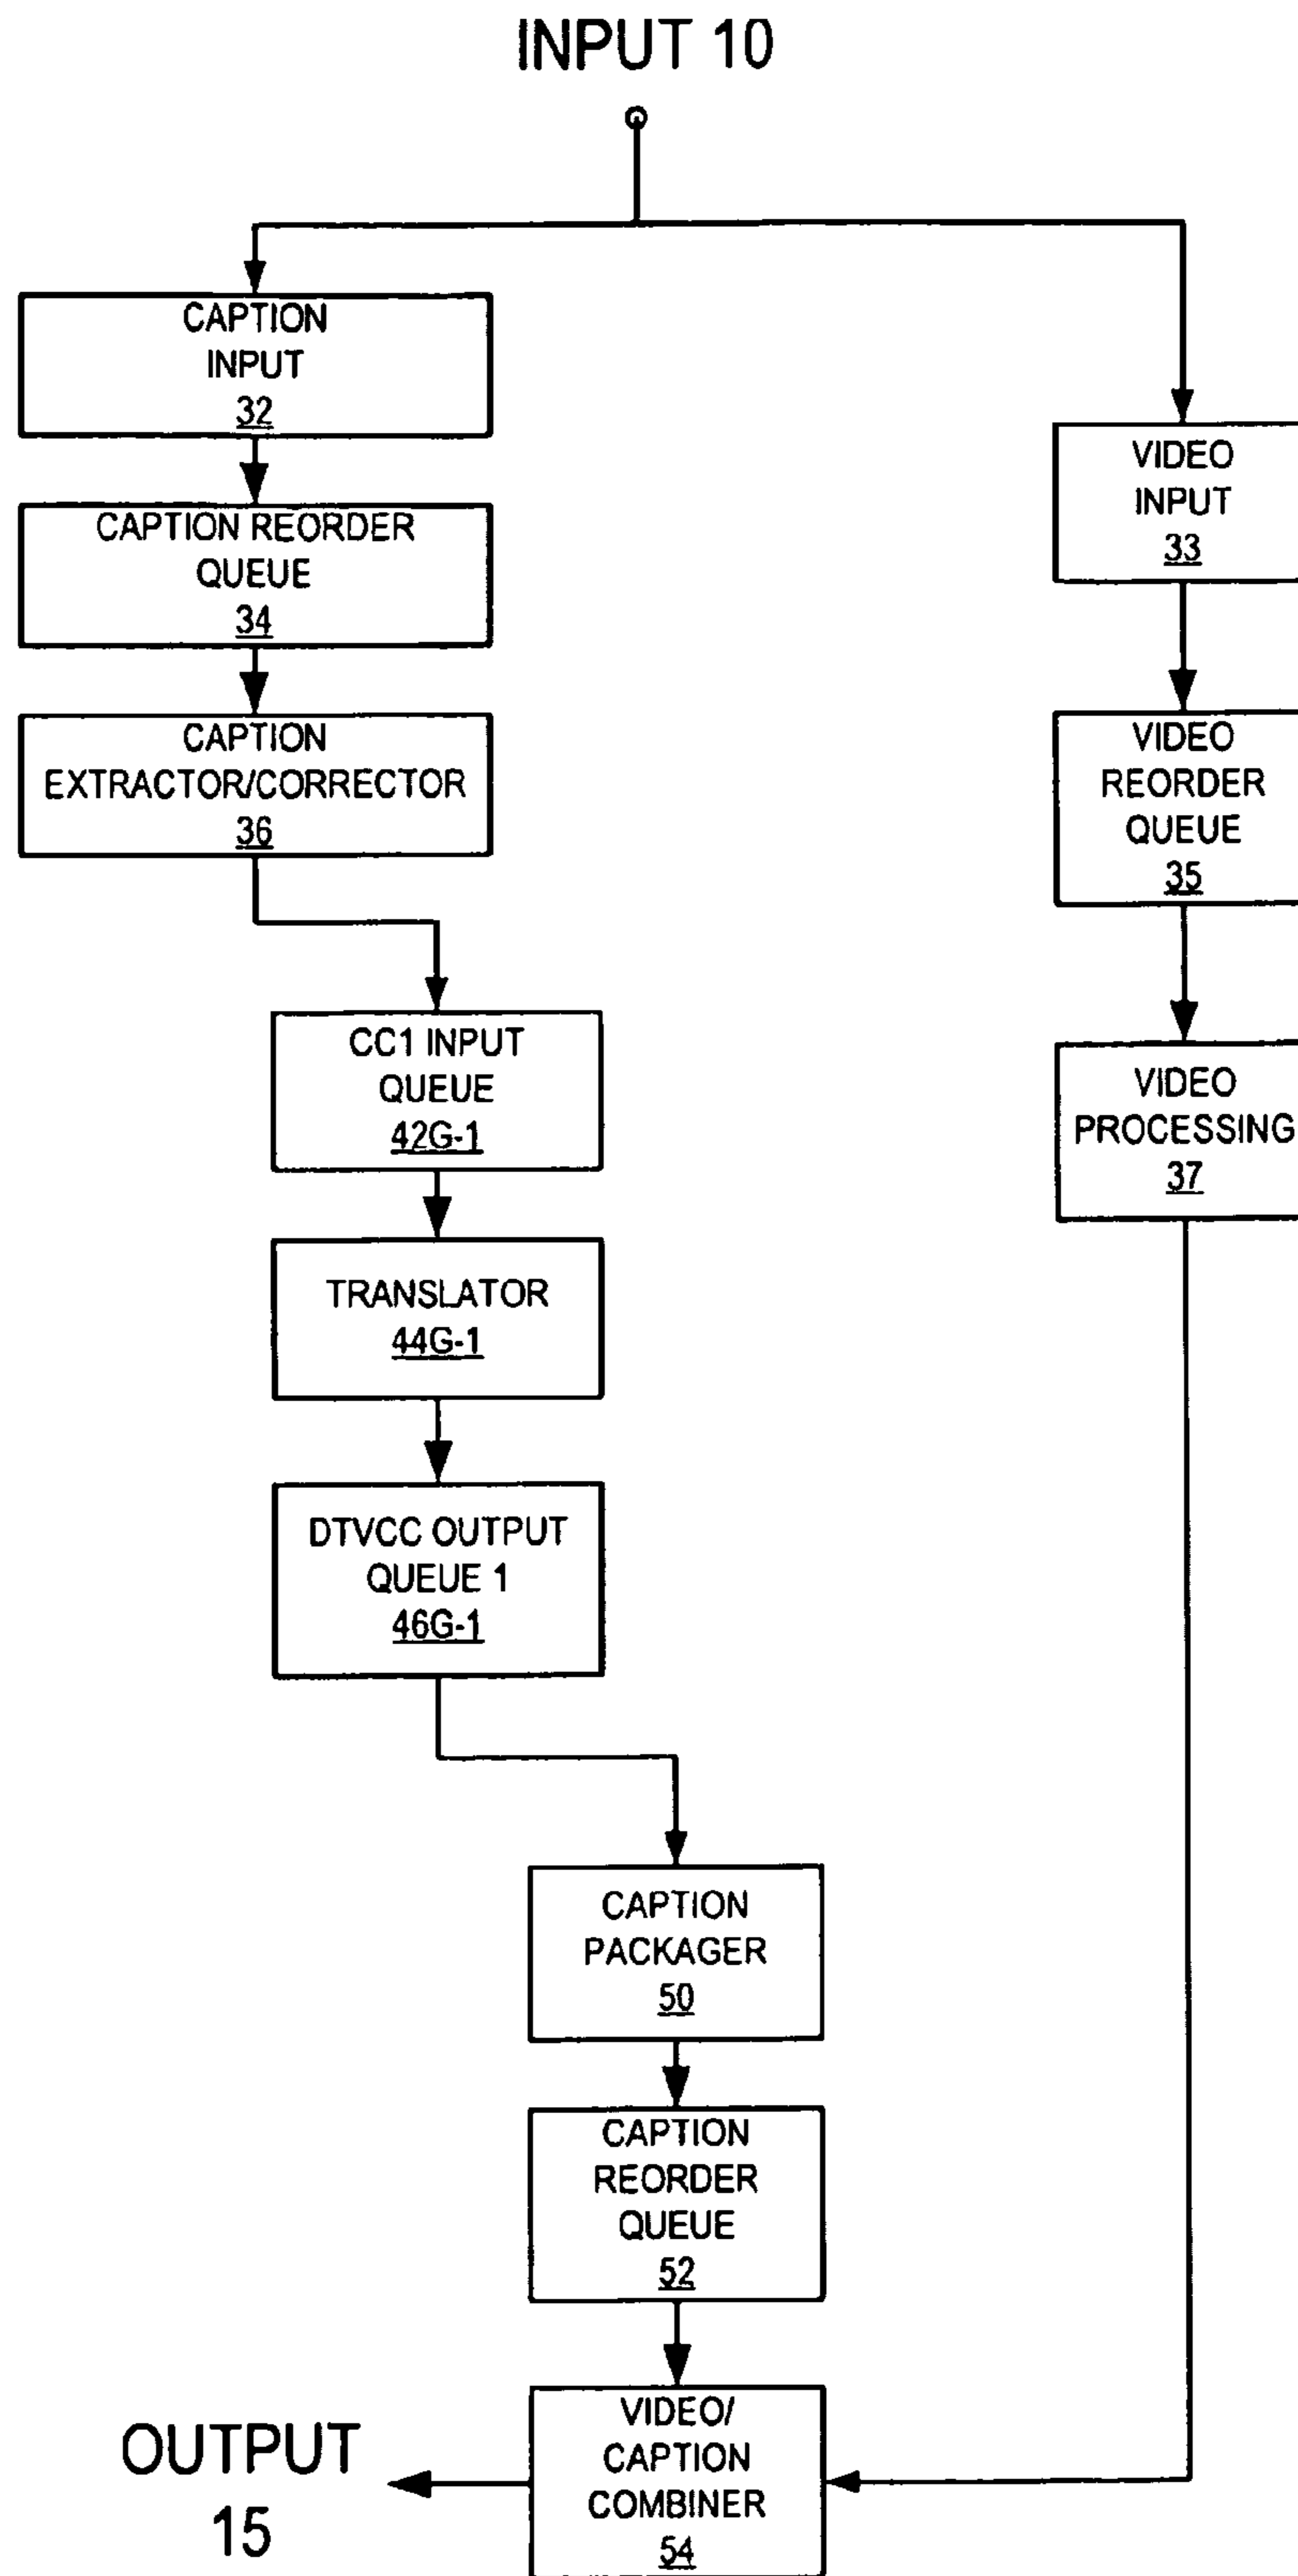 INPUT 10
CAPTION
INPUT
32
CAPTION REORDER
QUEUE
34
CAPTION
EXTRACTOR/CORRECTOR
36
VIDEO
INPUT
33
VIDEO
REORDER
QUEUE
35
VIDEO
PROCESSING
37
CC1 INPUT
QUEUE
42G-1
TRANSLATOR
44G-1
DTVCC OUTPUT
QUEUE 1
46G-1
CAPTION
PACKAGER
50
CAPTION
REORDER
QUEUE
52
VIDEO/
CAPTION
COMBINER
54
OUTPUT
15